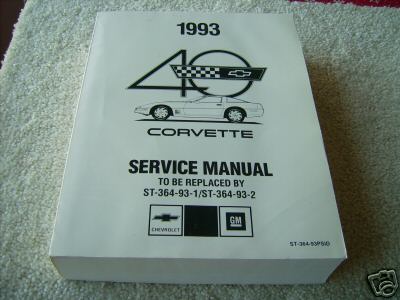 1993
40
CORVETTE
SERVICE MANUAL
TO BE REPLACED BY
ST-364-93-1/ST-364-93-2
CHEVROLET
GM
ST-364-93PSID